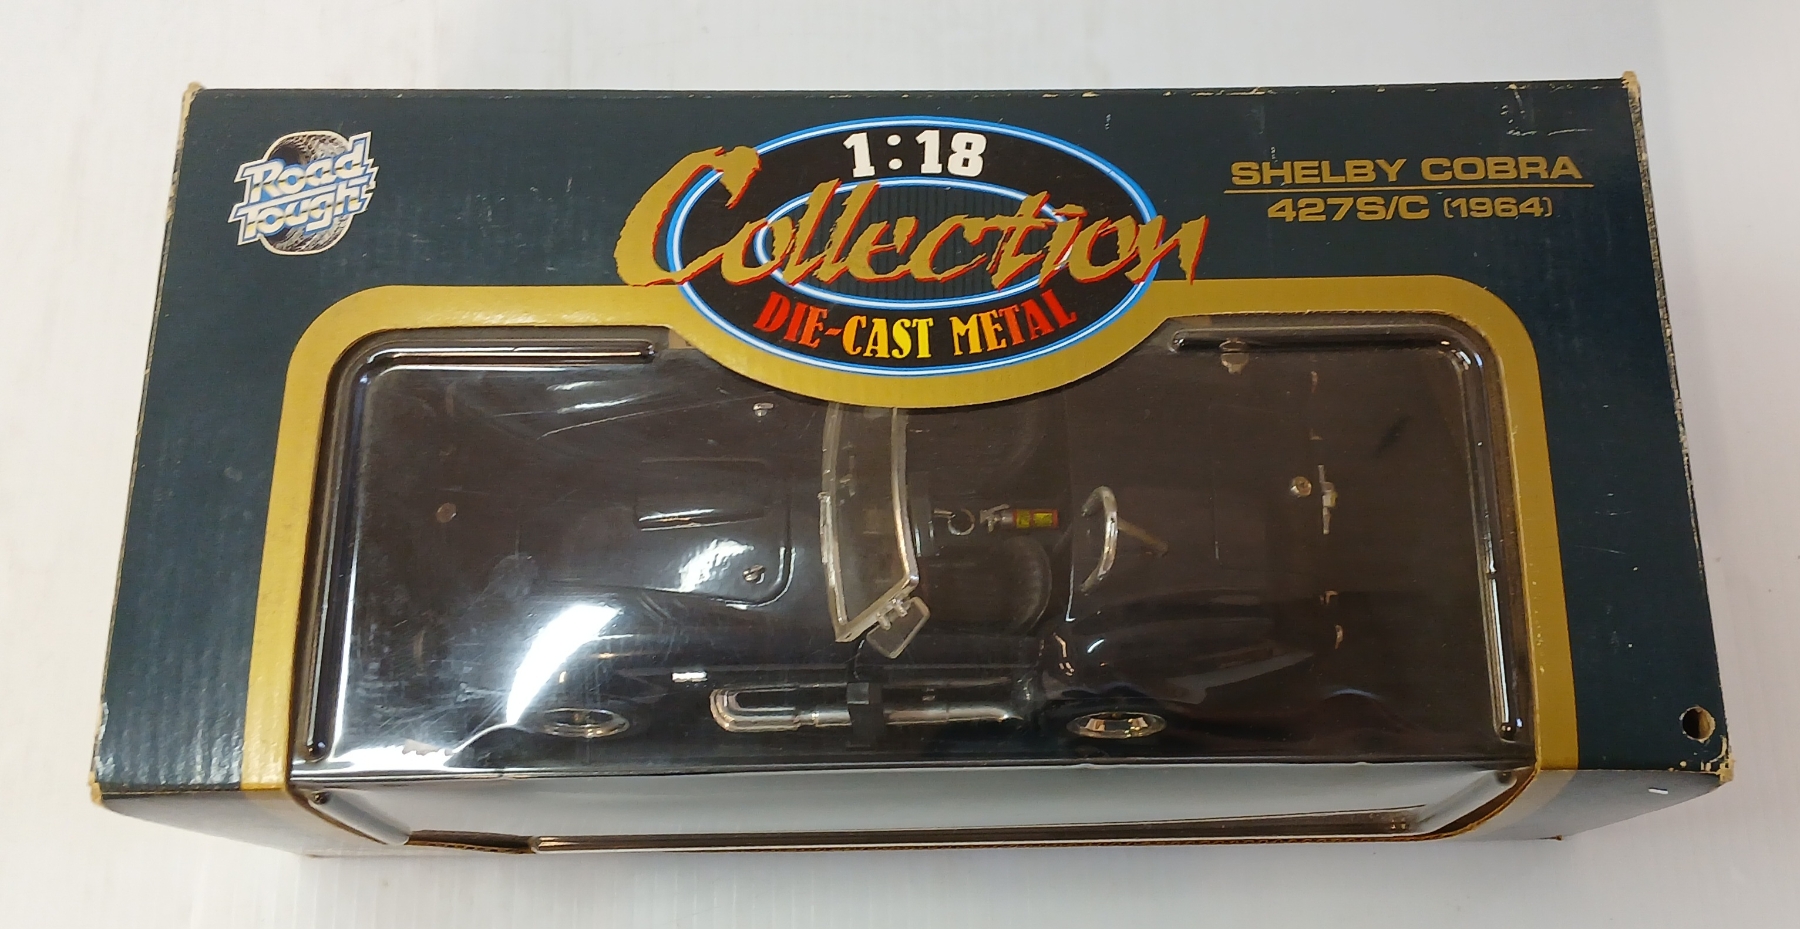 Road
Tough
1:18
Collection
DIE-CAST METAL
SHELBY COBRA
427S/C (1964)